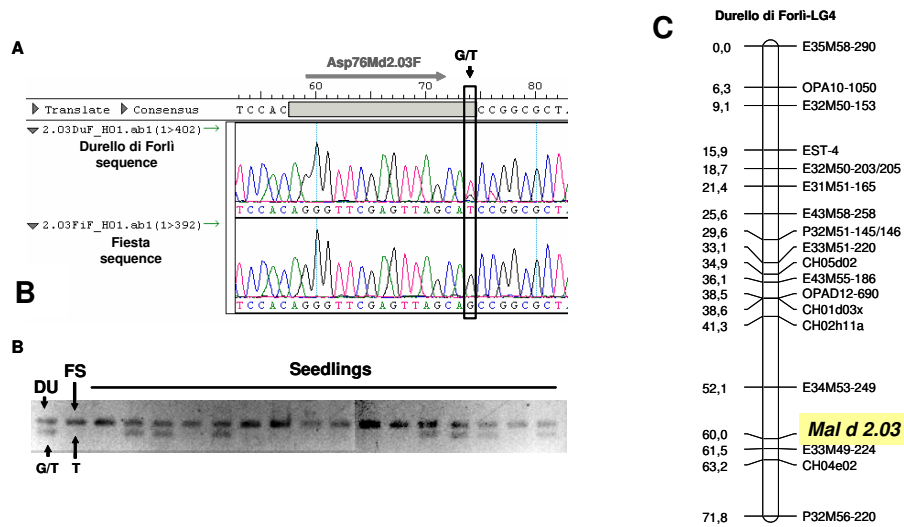 A
Asp76Md2.03F
G/T
60
70
80
Translate
Consensus
T C C A C
C C G G C G C T .
2.03DuF_H01.ab1(1>402)
Durello di Forlì
sequence
T C C A C A G G G T T C G A G T T A G C A T C C G G C G C T .
2.03FiF_H01.ab1(1>392)
Fiesta
sequence
T C C A C A G G G T T C G A G T T A G C A G C C G G C G C T .
B
B
DU
FS
Seedlings
G/T
T
C
Durello di Forlì-LG4
0,0 E35M58-290
6,3 OPA10-1050
9,1 E32M50-153
15,9 EST-4
18,7 E32M50-203/205
21,4 E31M51-165
25,6 E43M58-258
29,6 P32M51-145/146
33,1 E33M51-220
34,9 CH05d02
36,1 E43M55-186
38,5 OPAD12-690
38,6 CH01d03x
41,3 CH02h11a
52,1 E34M53-249
60,0 Mal d 2.03
61,5 E33M49-224
63,2 CH04e02
71,8 P32M56-220